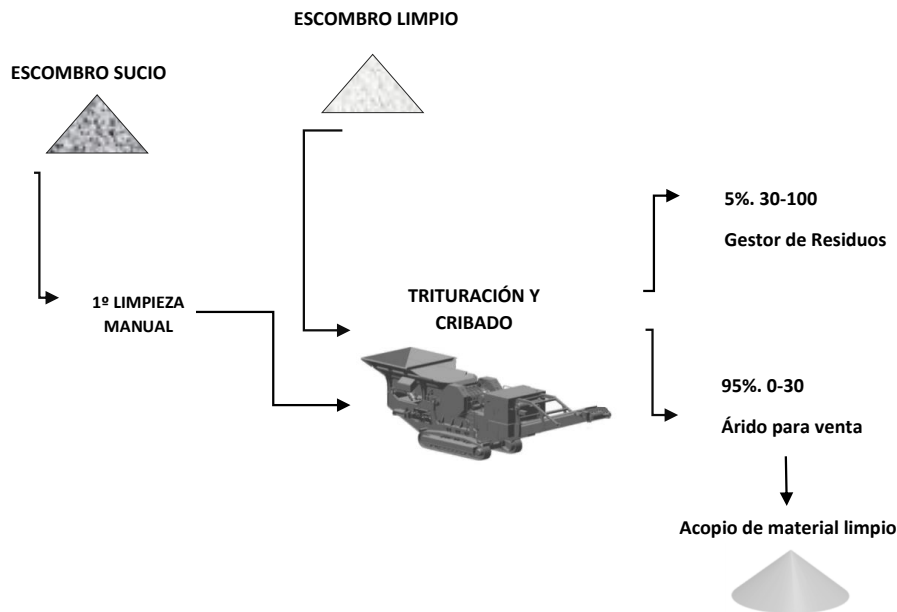 ESCOMBRO LIMPIO
ESCOMBRO SUCIO
5%. 30-100
Gestor de Residuos
1º LIMPIEZA
MANUAL
TRITURACIÓN Y
CRIBADO
95%. 0-30
Árido para venta
Acopio de material limpio